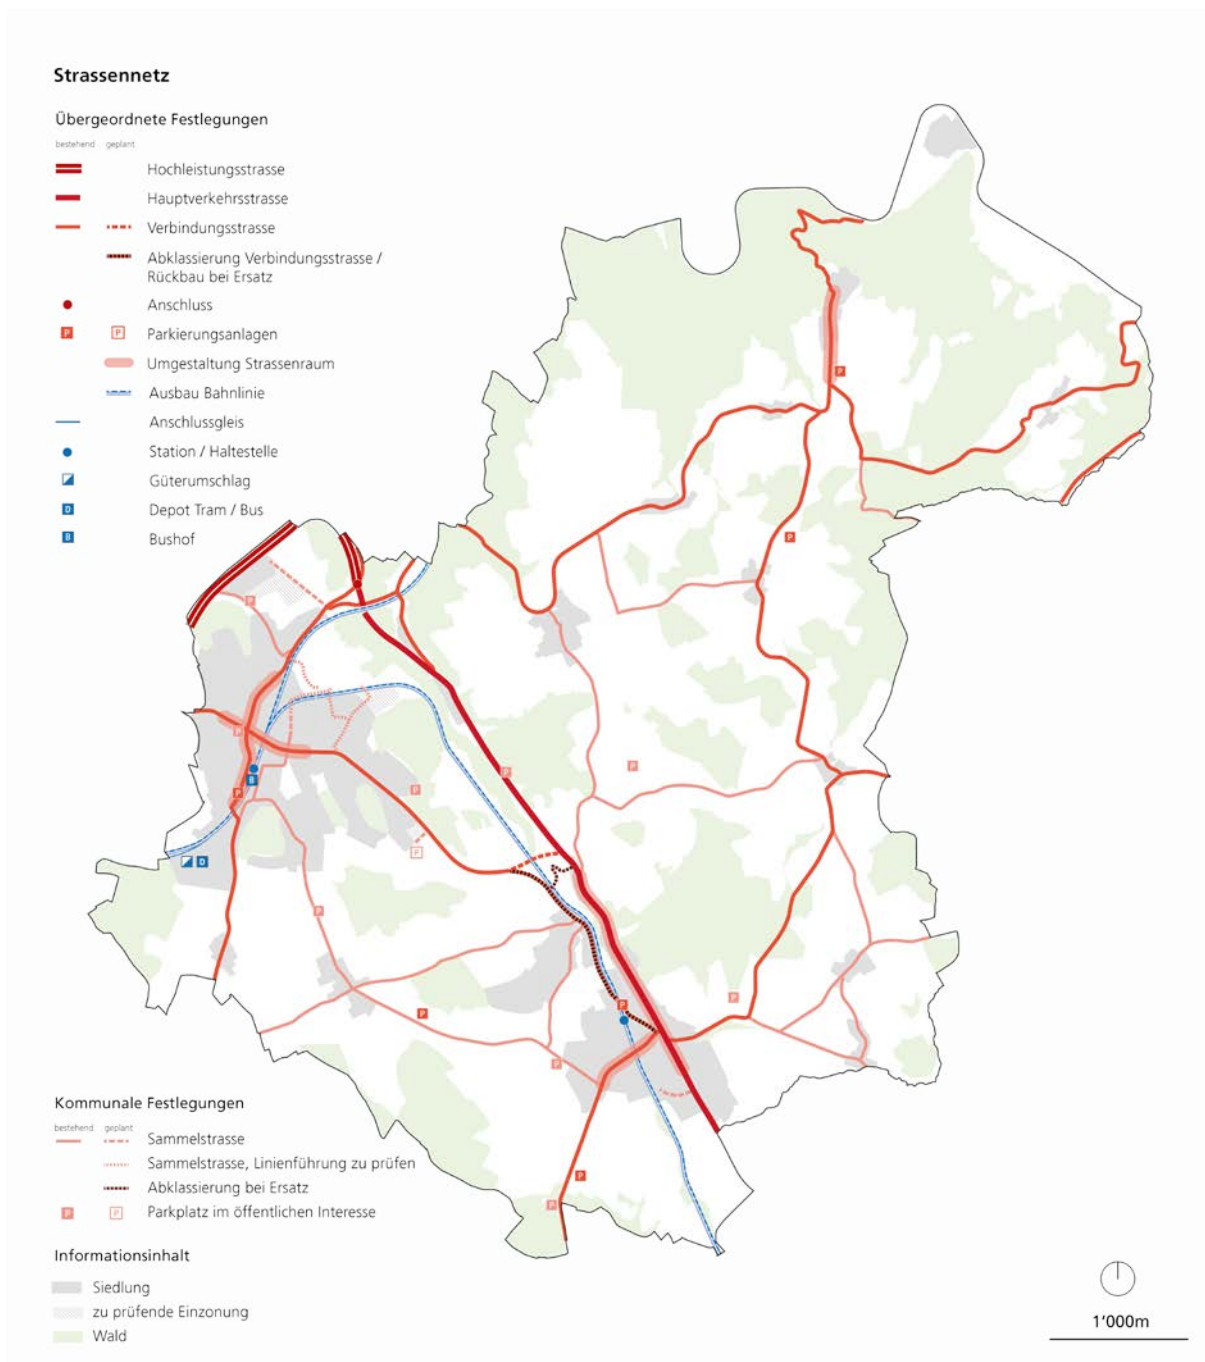 Strassennetz
Übergeordnete Festlegungen
bestehend geplant
Hochleistungsstrasse
Hauptverkehrsstrasse
Verbindungsstrasse
Abklassierung Verbindungsstrasse /
Rückbau bei Ersatz
Anschluss
P P Parkierungsanlagen
Umgestaltung Strassenraum
Ausbau Bahnlinie
Anschlussgleis
Station / Haltestelle
Güterumschlag
D Depot Tram / Bus
B Bushof
P
P
P
P
P
P
P
B
P
P
P
D
P
P
P
P
P
P
P
Kommunale Festlegungen
bestehend geplant
Sammelstrasse
Sammelstrasse, Linienführung zu prüfen
Abklassierung bei Ersatz
P P Parkplatz im öffentlichen Interesse
Informationsinhalt
Siedlung
zu prüfende Einzonung
Wald
1'000m